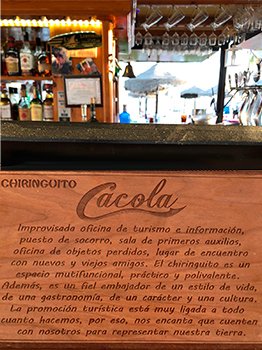 CHIRINGUITO Cacola
Improvisada oficina de turismo e información,
puesto de socorro, sala de primeros auxilios,
oficina de objetos perdidos, lugar de encuentro
con nuevos y viejos amigos. El chiringuito es un
espacio mutifuncional, práctico y polivalente.
Además, es un fiel embajador de un estilo de vida,
de una gastronomía, de un carácter y una cultura.
La promoción turística está muy ligada a todo
cuanto hacemos, por eso, nos encanta que cuenten
con nosotros para representar nuestra tierra.